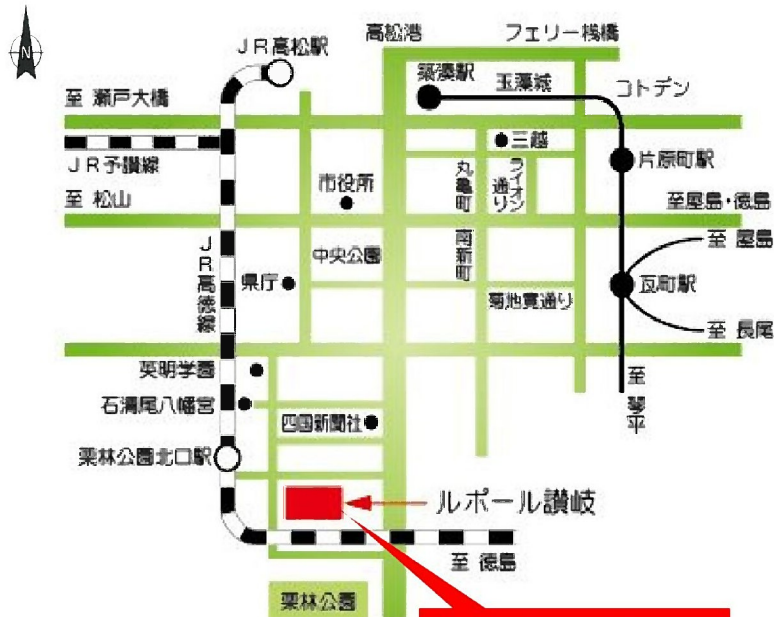 N
高松港
フェリー桟橋
JR高松駅
築湊駅
玉藻城
コトデン
至 瀬戸大橋
三越
JR予讃線
片原町駅
丸亀町
ライオン通り
市役所
至 松山
至屋島・徳島
南新町
JR高徳線
中央公園
至 屋島
県庁
瓦町駅
菊池寛通り
至 長尾
英明学園
至 琴平
石清尾八幡宮
四国新聞社
栗林公園北口駅
ルポール讃岐
至 徳島
栗林公園